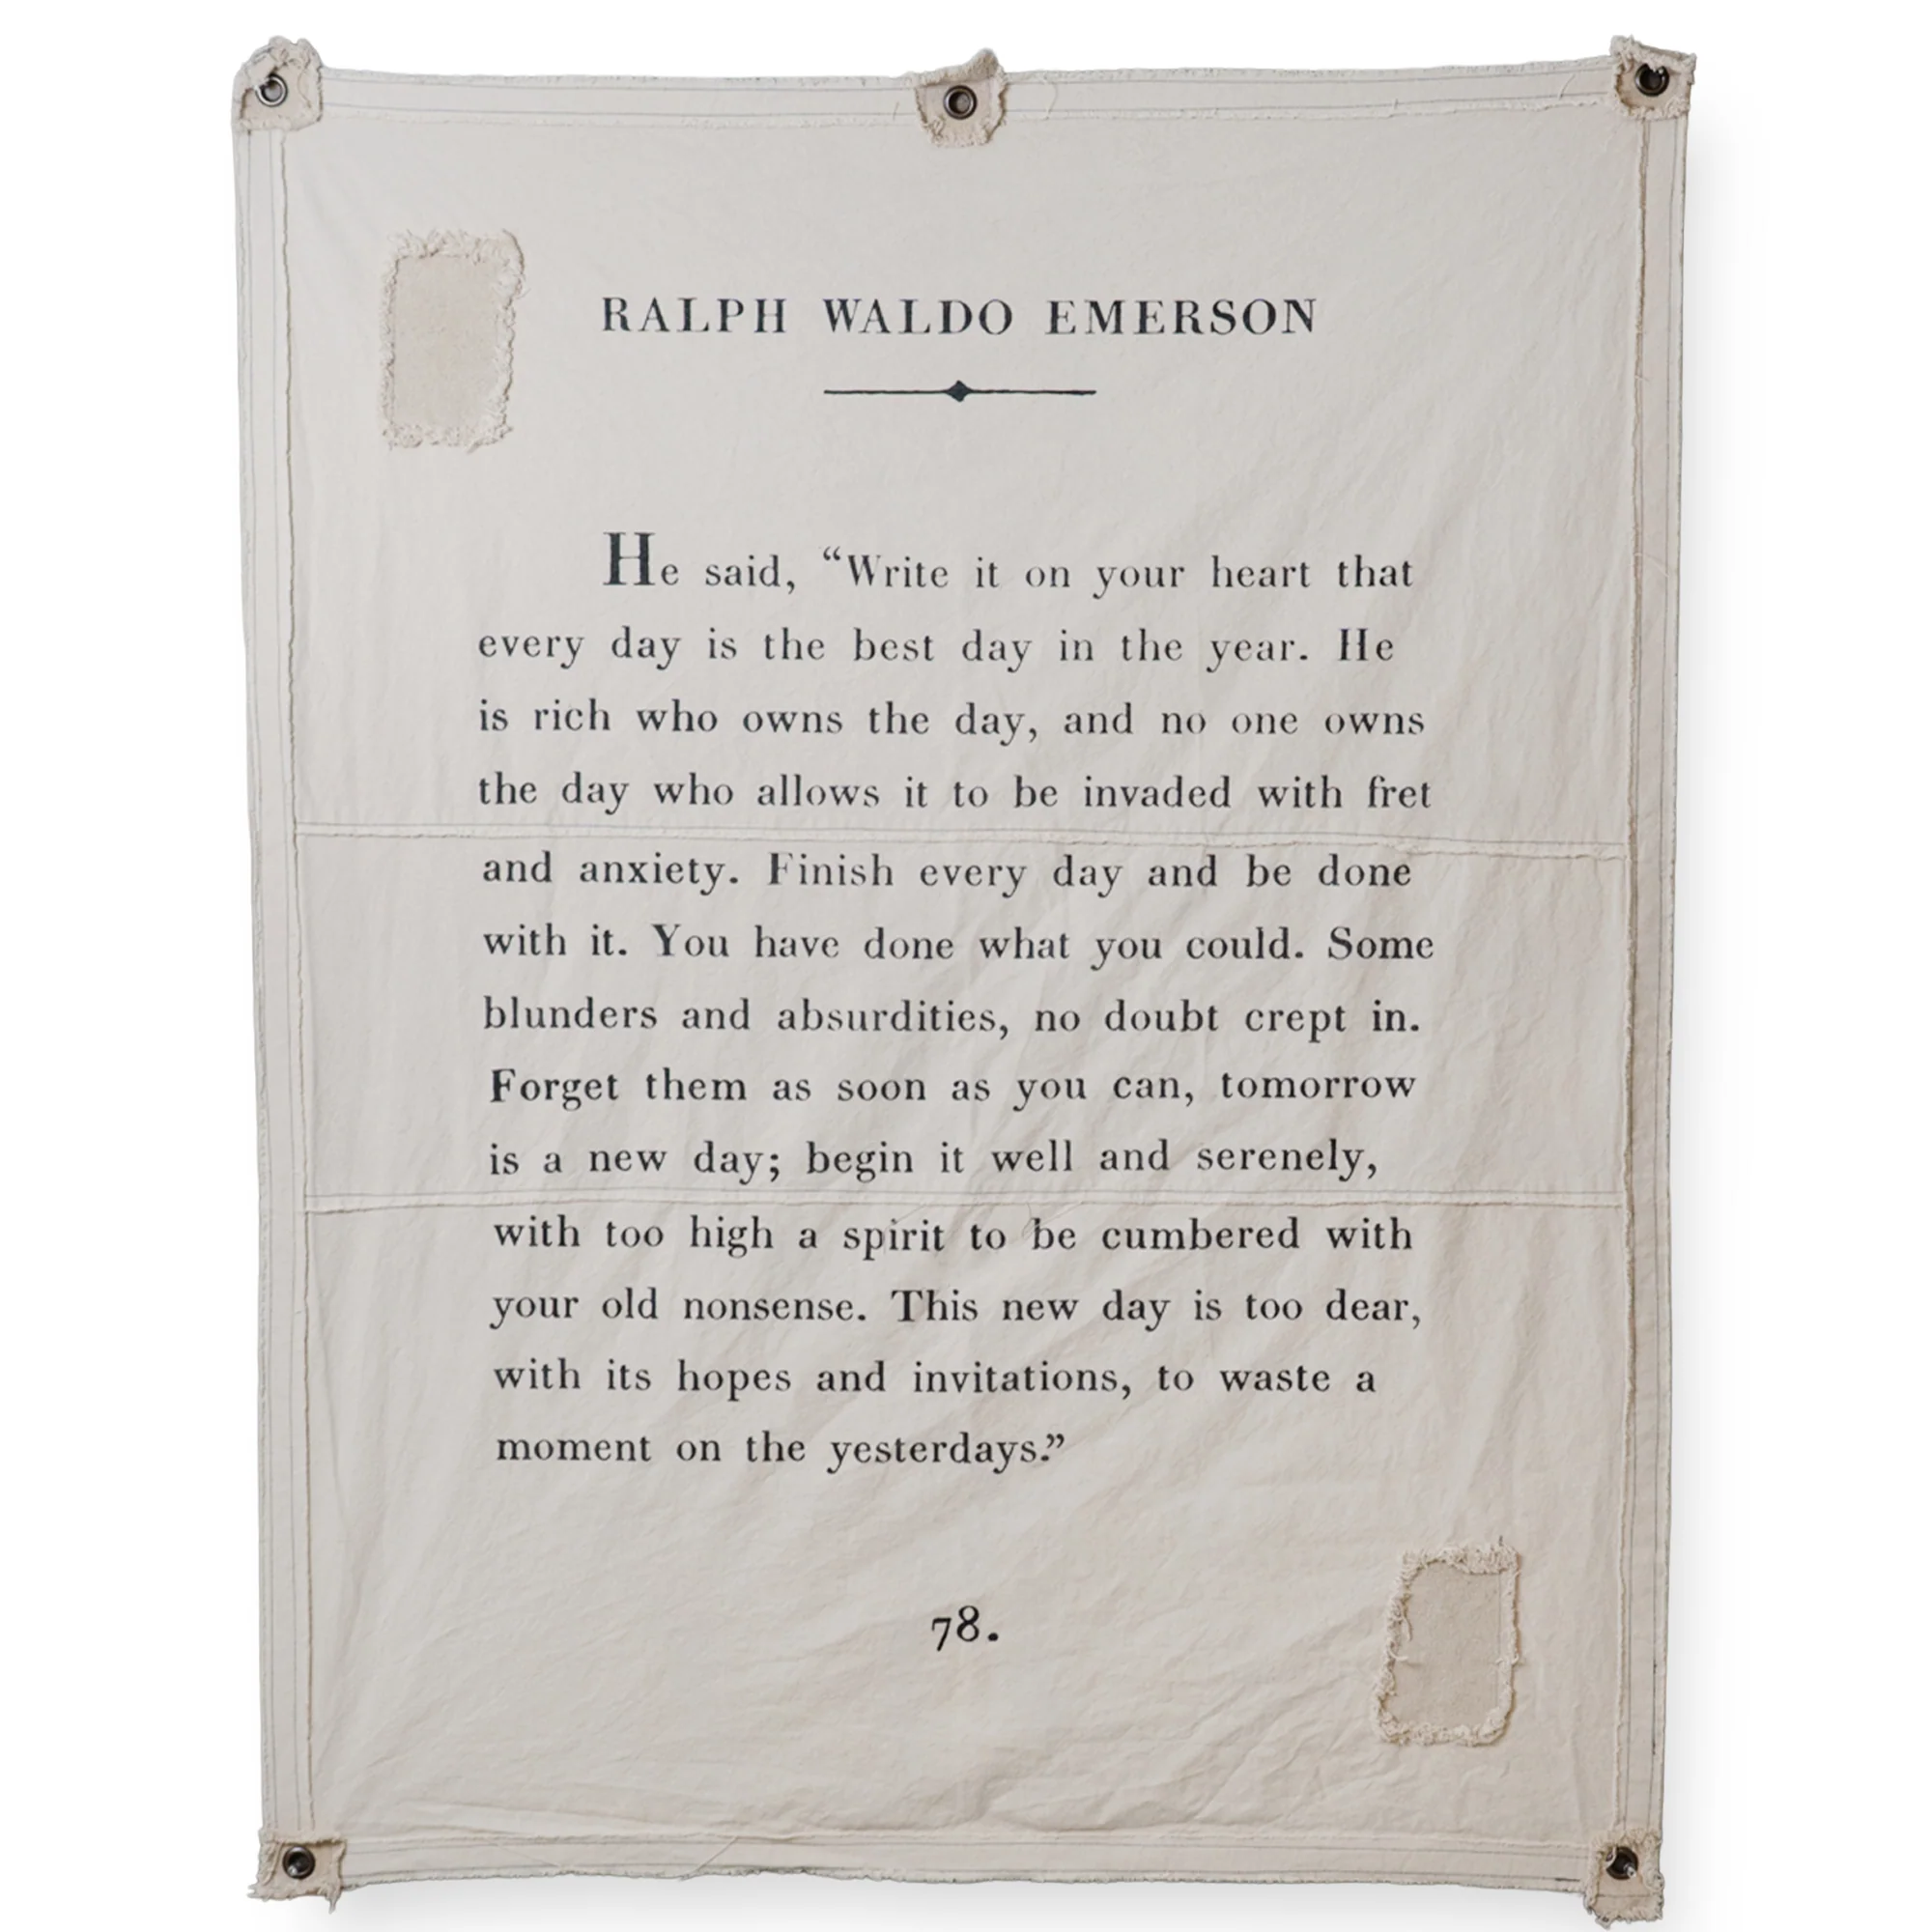 RALPH WALDO EMERSON
He said, “Write it on your heart that
every day is the best day in the year. He
is rich who owns the day, and no one owns
the day who allows it to be invaded with fret
and anxiety. Finish every day and be done
with it. You have done what you could. Some
blunders and absurdities, no doubt crept in.
Forget them as soon as you can, tomorrow
is a new day; begin it well and serenely,
with too high a spirit to be cumbered with
your old nonsense. This new day is too dear,
with its hopes and invitations, to waste a
moment on the yesterdays.”
78.